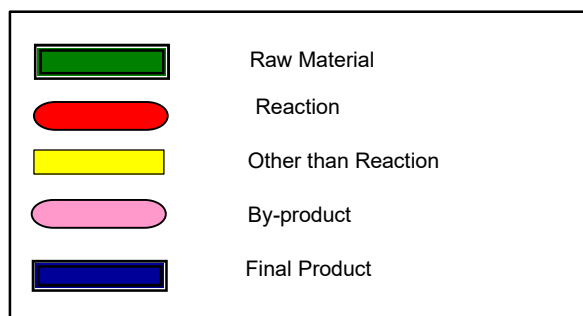 Raw Material
Reaction
Other than Reaction
By-product
Final Product